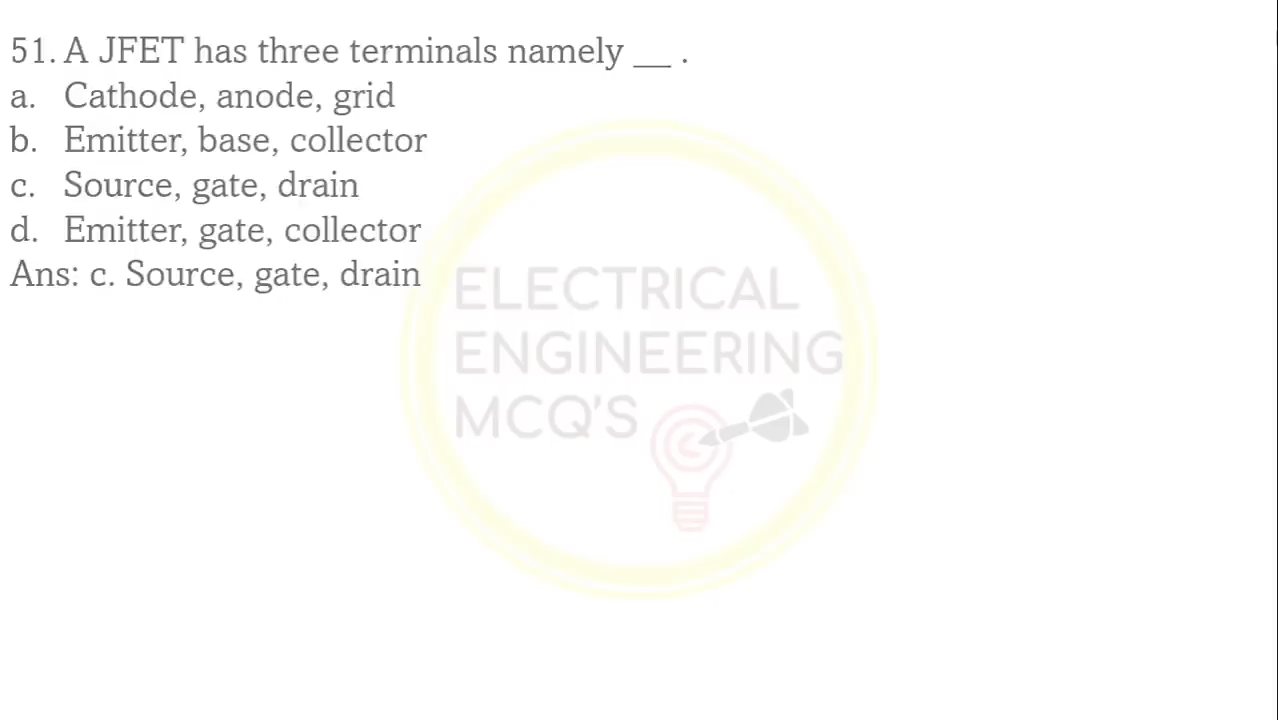 51. A JFET has three terminals namely __ .
a. Cathode, anode, grid
b. Emitter, base, collector
c. Source, gate, drain
d. Emitter, gate, collector
Ans: c. Source, gate, drain
ELECTRICAL
ENGINEERING
MCQ'S